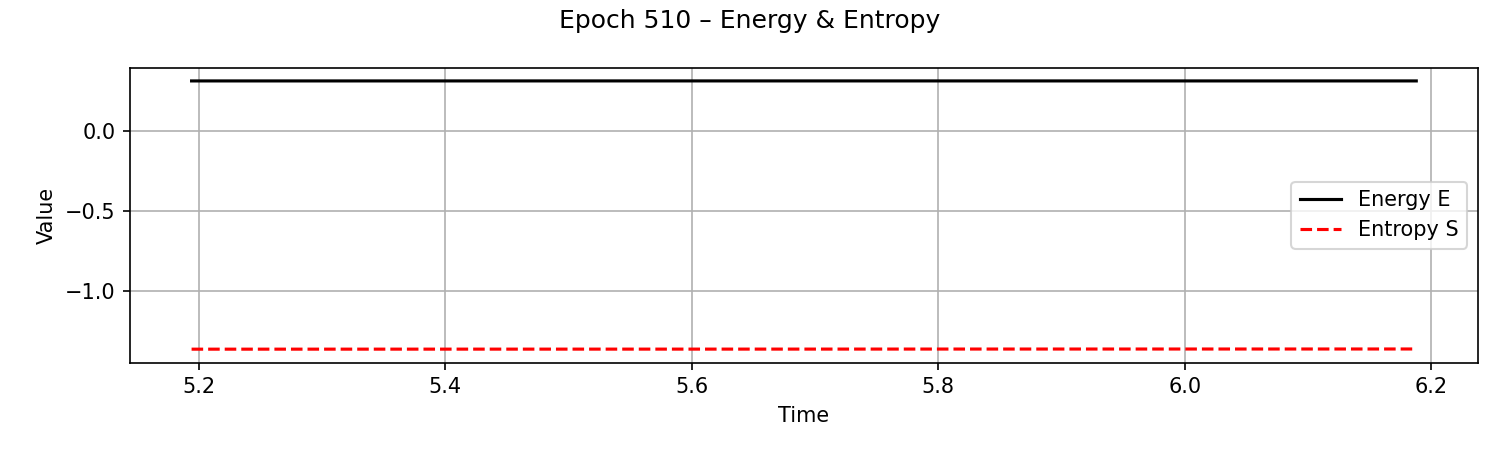 Epoch 510 – Energy & Entropy
Value
0.0
−0.5
−1.0
Energy E
Entropy S
5.2 5.4 5.6 5.8 6.0 6.2
Time